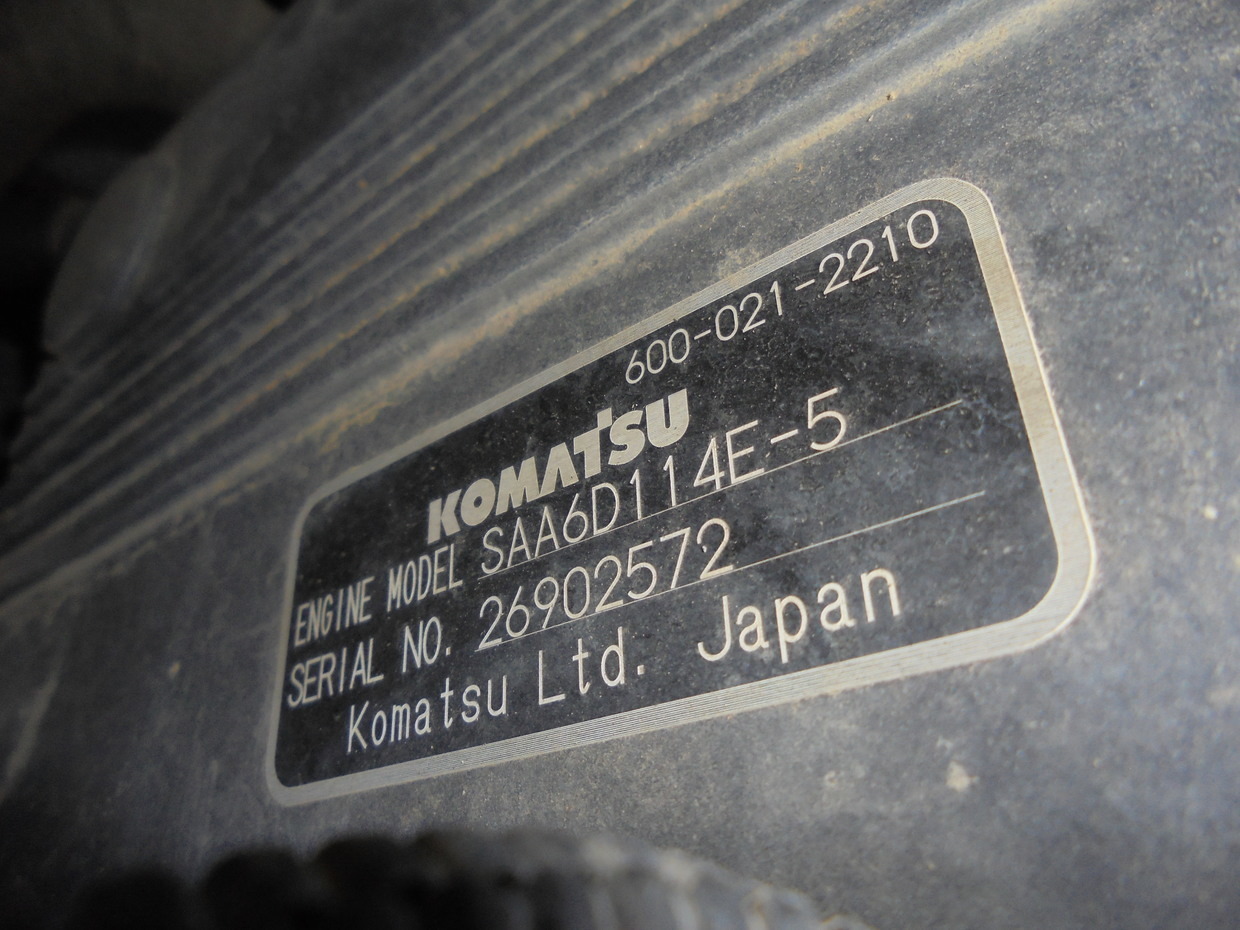 600-021-2210
KOMATSU
ENGINE MODEL SAA6D114E-5
SERIAL NO. 26902572
Komatsu Ltd. Japan